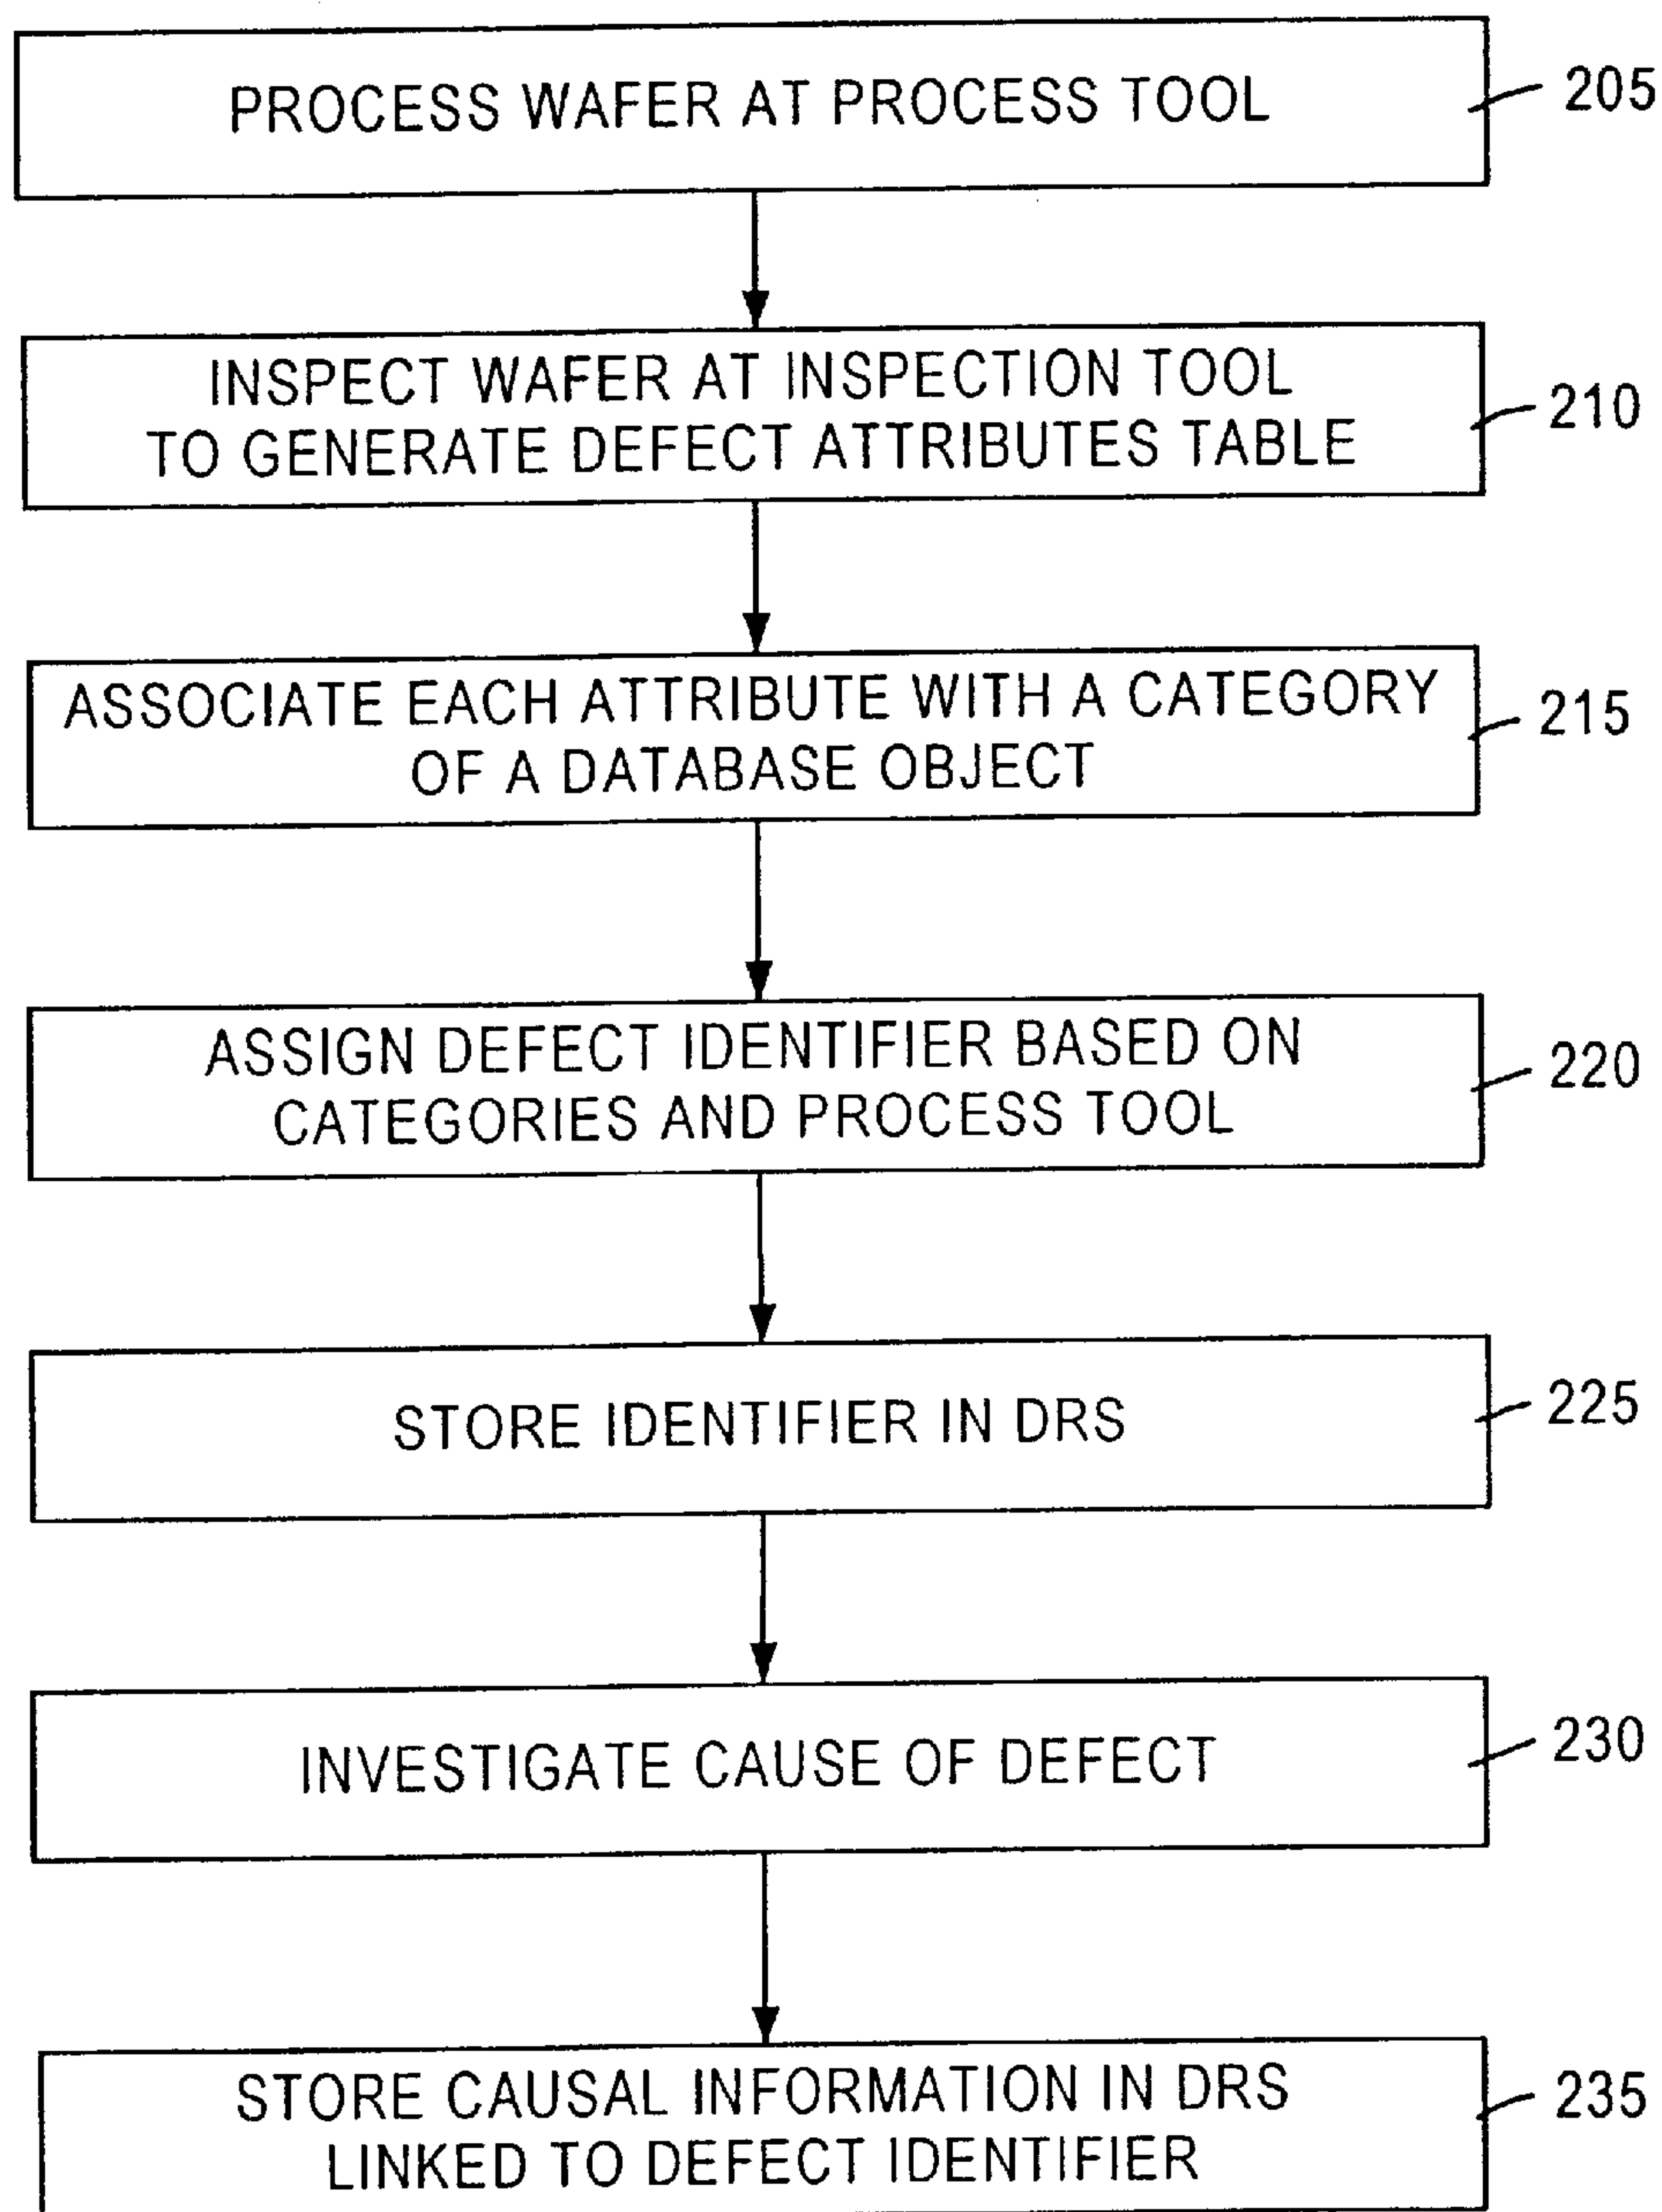 PROCESS WAFER AT PROCESS TOOL
205
INSPECT WAFER AT INSPECTION TOOL
TO GENERATE DEFECT ATTRIBUTES TABLE
210
ASSOCIATE EACH ATTRIBUTE WITH A CATEGORY
OF A DATABASE OBJECT
215
ASSIGN DEFECT IDENTIFIER BASED ON
CATEGORIES AND PROCESS TOOL
220
STORE IDENTIFIER IN DRS
225
INVESTIGATE CAUSE OF DEFECT
230
STORE CAUSAL INFORMATION IN DRS
LINKED TO DEFECT IDENTIFIER
235